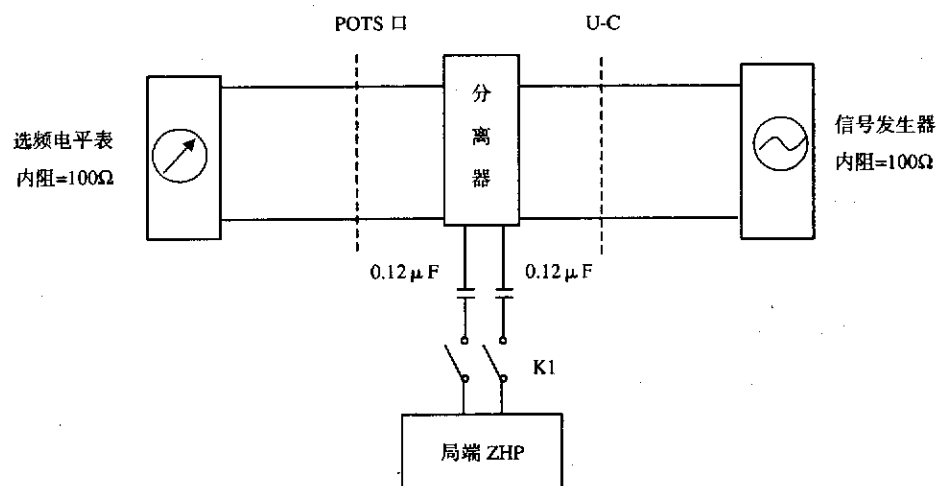 POTS 口
U-C
分
离
器
选频电平表
内阻=100Ω
信号发生器
内阻=100Ω
0.12μF
0.12μF
K1
局端 ZHP